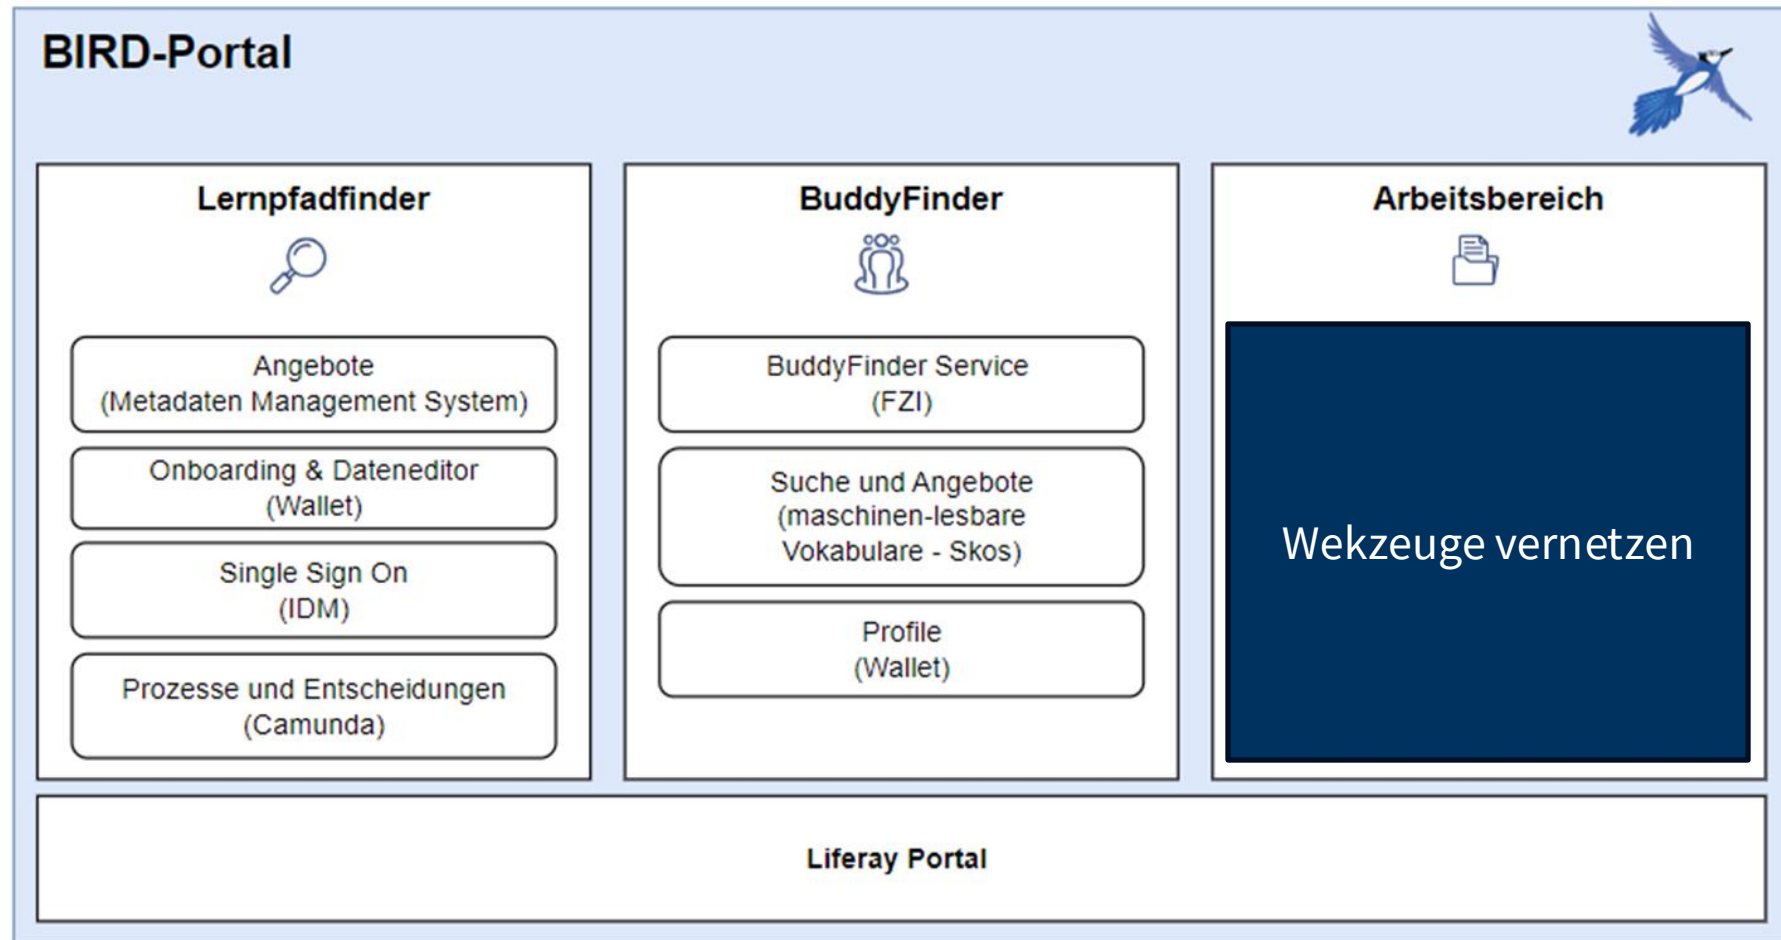 BIRD-Portal
Lernpfadfinder
Angebote
(Metadaten Management System)
Onboarding & Dateneditor
(Wallet)
Single Sign On
(IDM)
Prozesse und Entscheidungen
(Camunda)
BuddyFinder
BuddyFinder Service
(FZI)
Suche und Angebote
(maschinen-lesbare
Vokabulare - Skos)
Profile
(Wallet)
Arbeitsbereich
Wekzeuge vernetzen
Liferay Portal